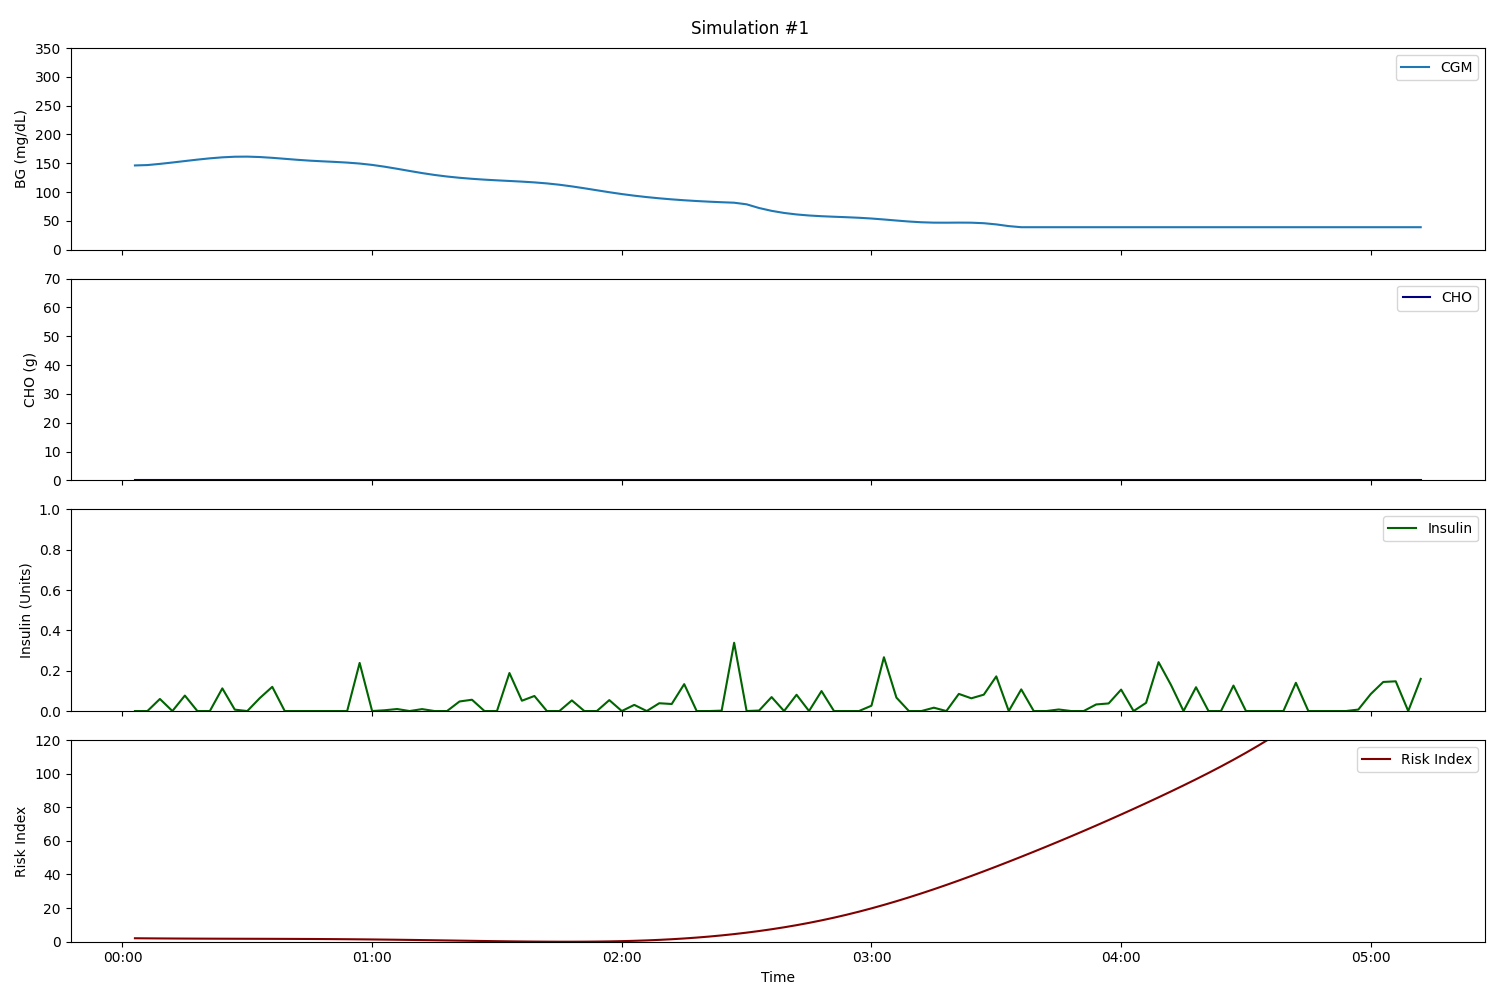 Simulation #1
350
300
250
200
150
100
50
0
BG (mg/dL)
CGM
70
60
50
40
30
20
10
0
CHO (g)
CHO
1.0
0.8
0.6
0.4
0.2
0.0
Insulin (Units)
Insulin
120
100
80
60
40
20
0
Risk Index
Risk Index
00:00 01:00 02:00 03:00 04:00 05:00
Time